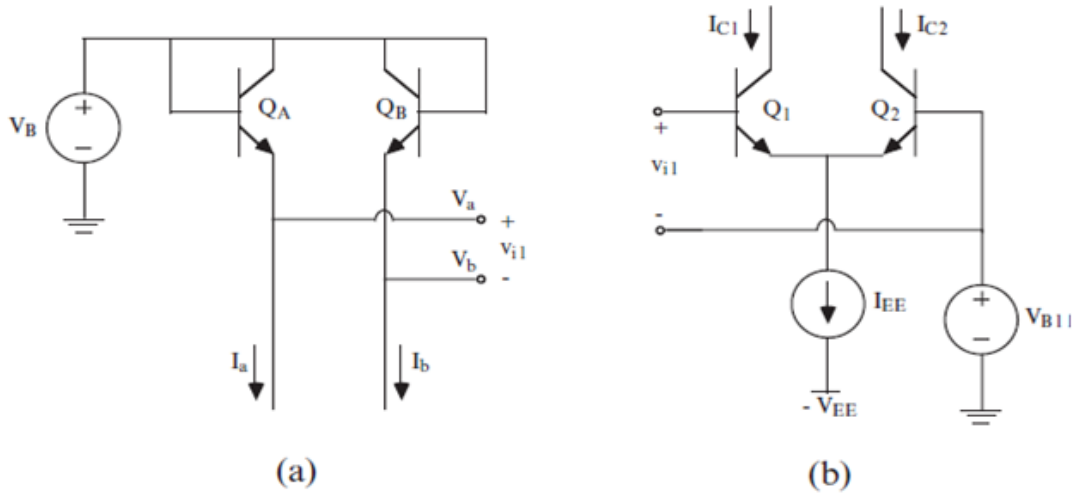 V_B
+
−
Q_A
Q_B
V_a
+
v_i1
V_b
-
I_a
I_b
(a)
I_C1
I_C2
Q_1
Q_2
+
v_i1
-
I_EE
+
−
V_B11
- V_EE
(b)